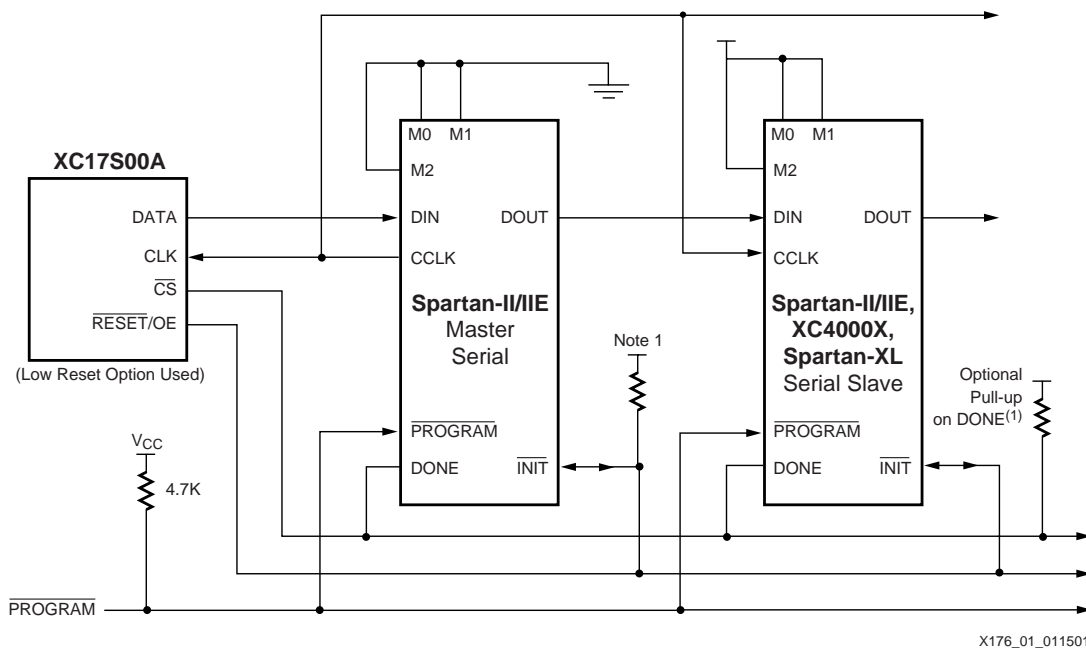 XC17S00A
DATA
CLK
CS
RESET/OE
(Low Reset Option Used)
M0 M1
M2
DIN DOUT
CCLK
Spartan-II/IIE
Master
Serial
PROGRAM
DONE INIT
Note 1
M0 M1
M2
DIN DOUT
CCLK
Spartan-II/IIE,
XC4000X,
Spartan-XL
Serial Slave
PROGRAM
DONE INIT
Optional
Pull-up
on DONE(1)
VCC
4.7K
PROGRAM
X176_01_011501